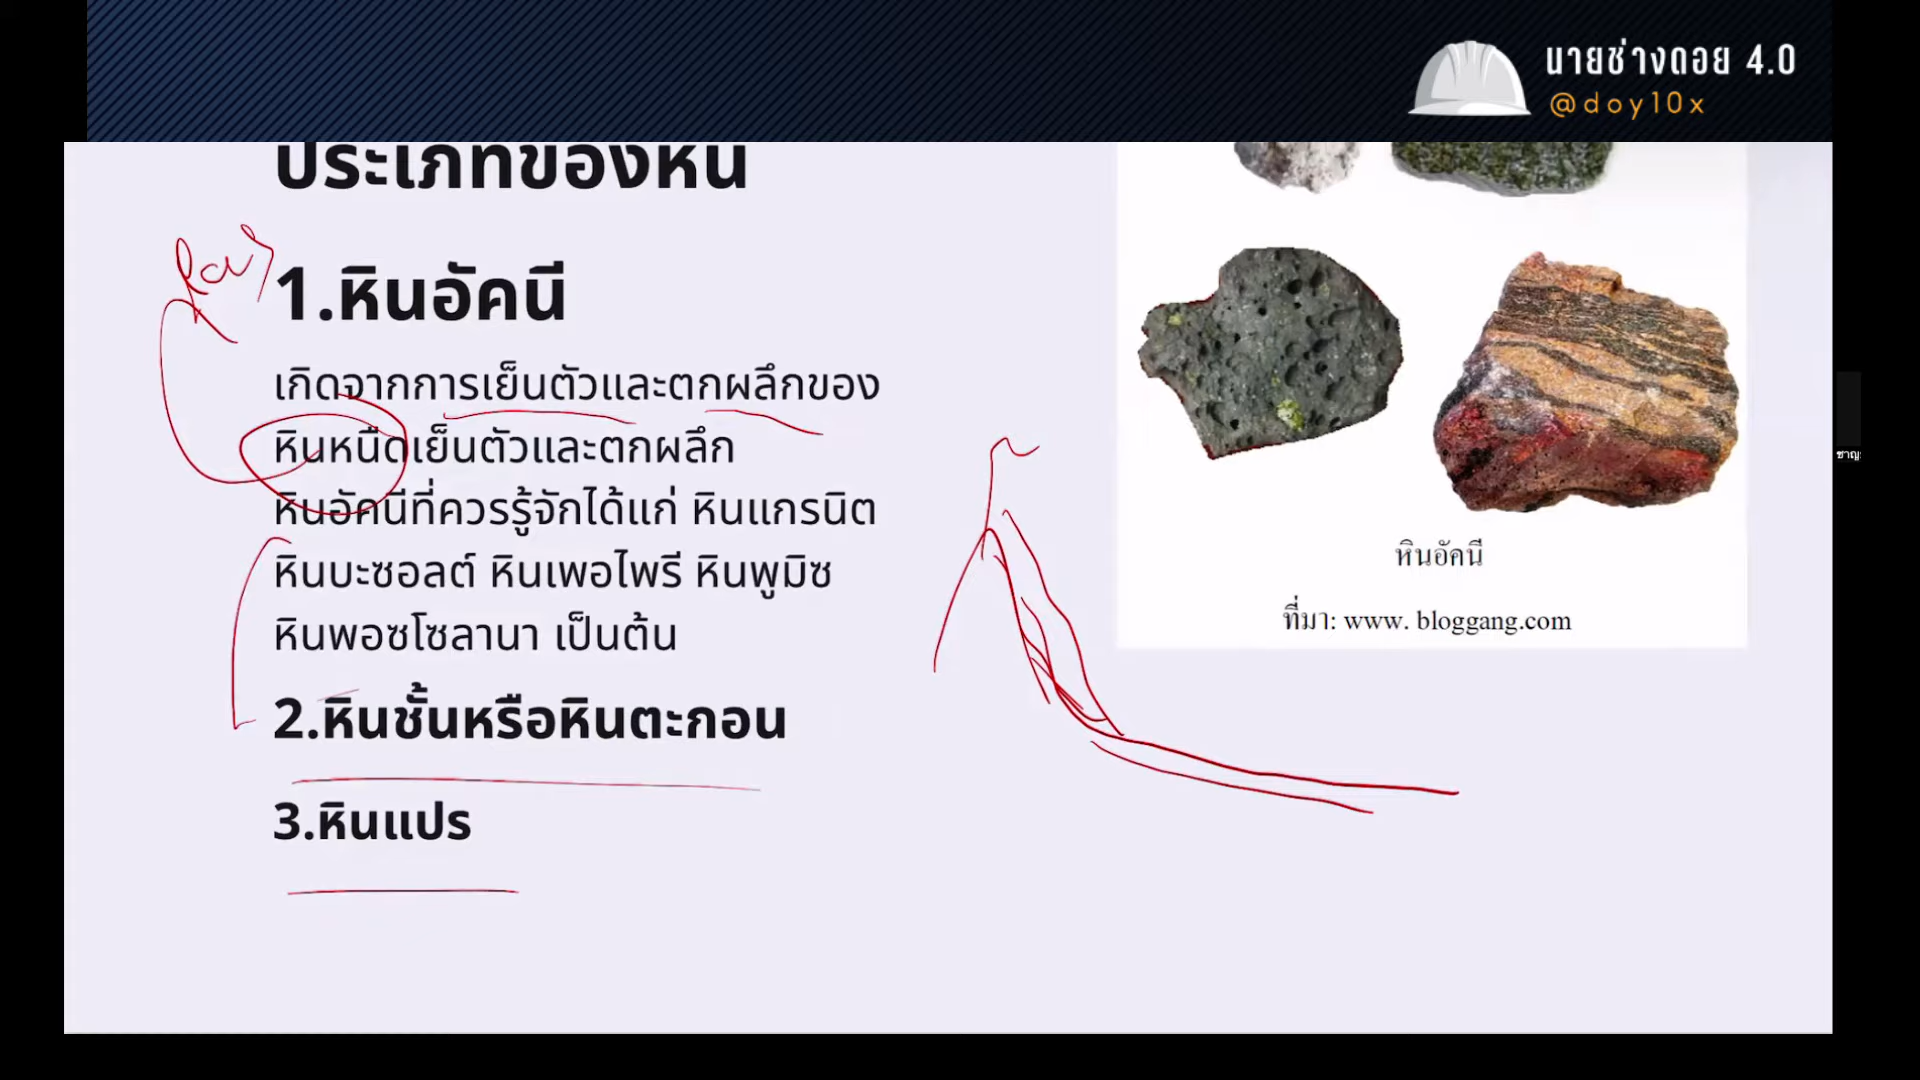 นายช่างดอย 4.0
@doy10x
ประเภทของหิน
1.หินอัคนี
เกิดจากการเย็นตัวและตกผลึกของ
หินหนืดเย็นตัวและตกผลึก
หินอัคนีที่ควรรู้จักได้แก่ หินแกรนิต
หินบะซอลต์ หินเพอไพรี หินพูมิซ
หินพอซโซลานา เป็นต้น
2.หินชั้นหรือหินตะกอน
3.หินแปร
หินอัคนี
ที่มา: www. bloggang.com